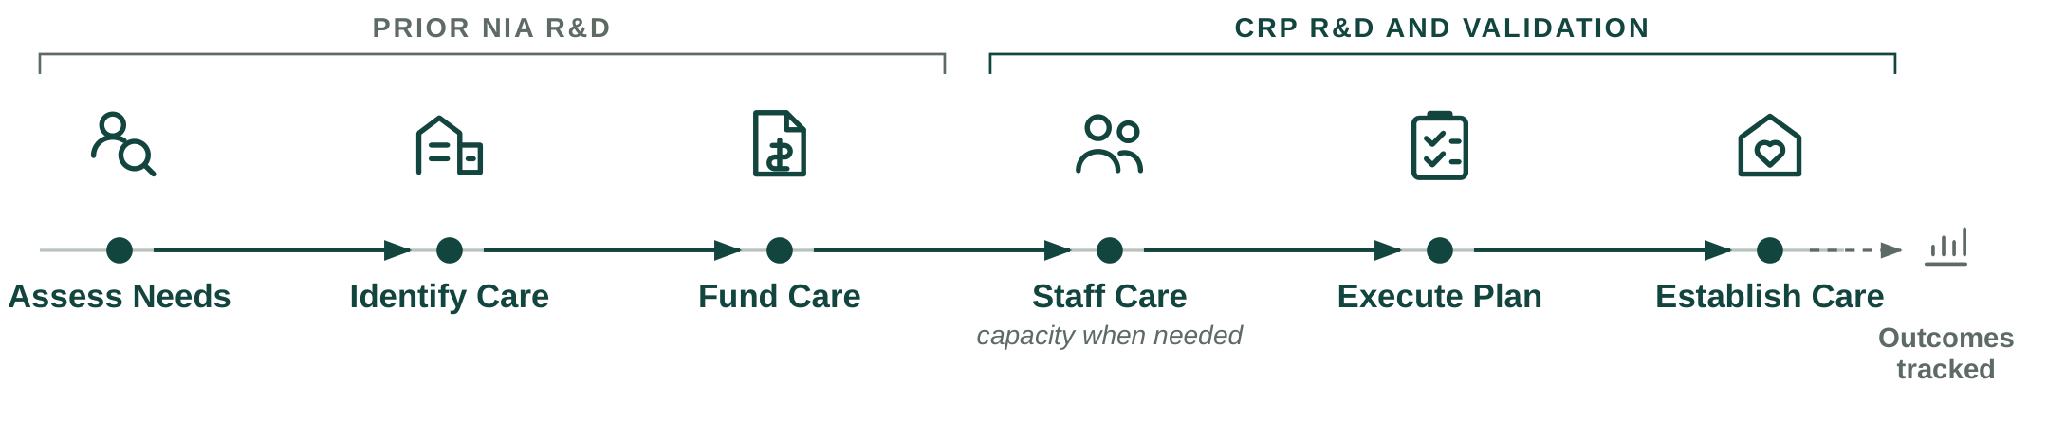 PRIOR NIA R&D
CRP R&D AND VALIDATION
Assess Needs
Identify Care
Fund Care
Staff Care
capacity when needed
Execute Plan
Establish Care
Outcomes
tracked